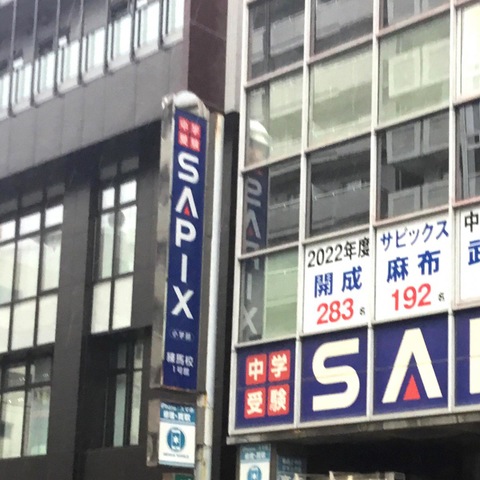 中学
受験
SAPIX
小学部
練馬校
1号館
2022年度
開成
283名
サピックス
麻布
192名
中
武
中学
受験
SA